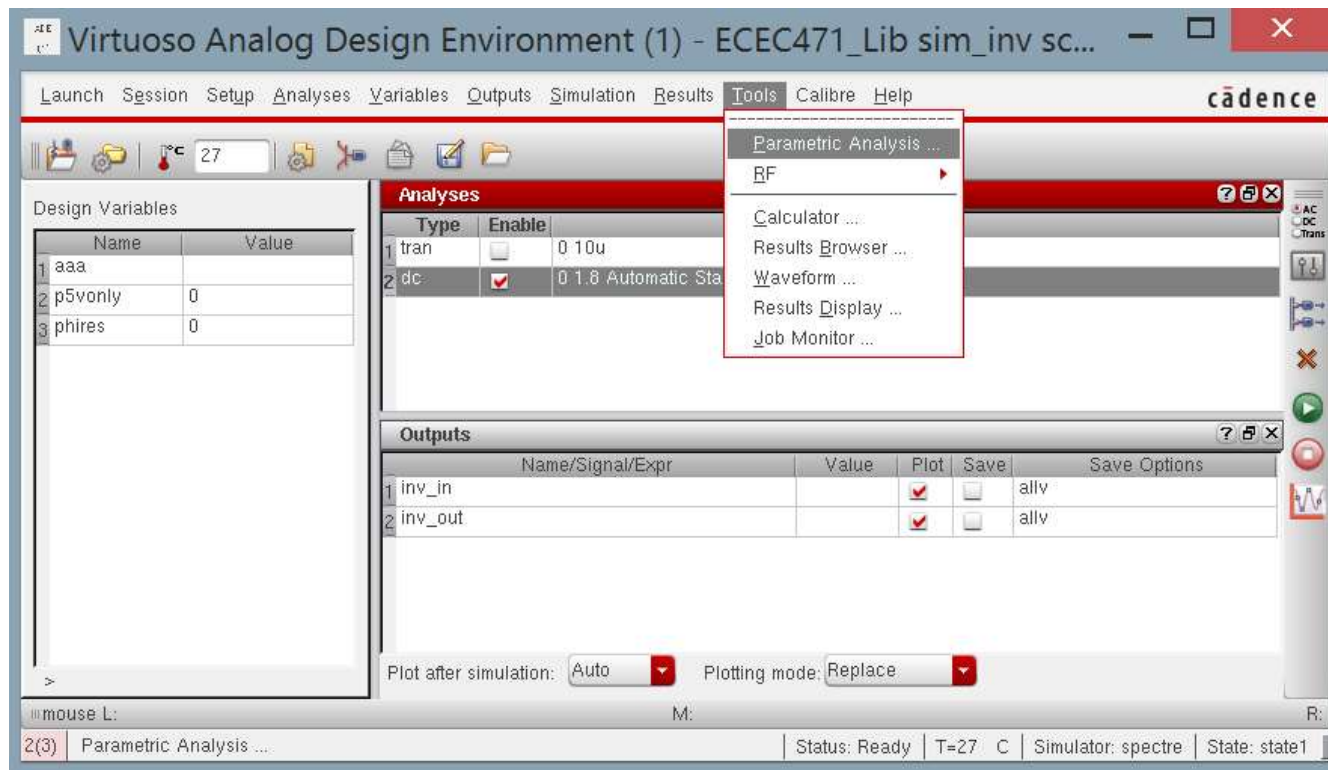 Virtuoso Analog Design Environment (1) - ECEC471_Lib sim_inv sc...
Launch Session Setup Analyses Variables Outputs Simulation Results Tools Calibre Help cādence
°C 27
Parametric Analysis ...
RF
Calculator ...
Results Browser ...
Waveform ...
Results Display ...
Job Monitor ...
Design Variables
Name Value
1 aaa
2 p5vonly 0
3 phires 0
>
Analyses
Type Enable
1 tran 0 10u
2 dc 0 1.8 Automatic Sta
AC
DC
Trans
Outputs
Name/Signal/Expr Value Plot Save Save Options
1 inv_in allv
2 inv_out allv
Plot after simulation: Auto Plotting mode: Replace
mouse L: M: R:
2(3) Parametric Analysis ... Status: Ready T=27 C Simulator: spectre State: state1